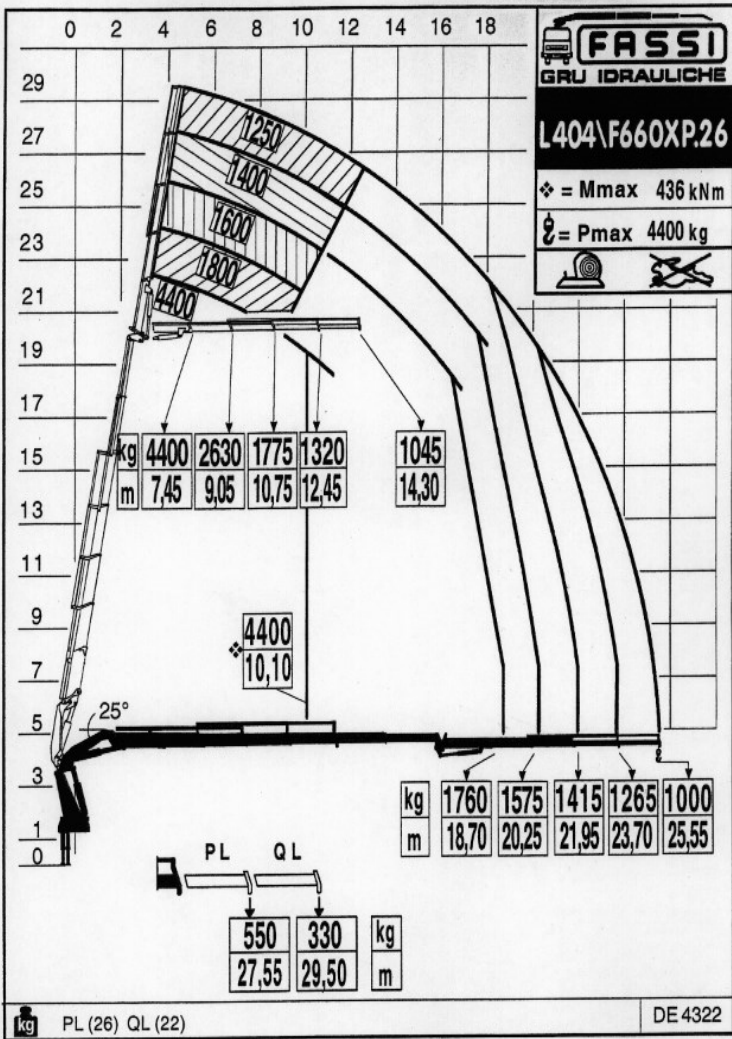 0 2 4 6 8 10 12 14 16 18
FASSI
GRU IDRAULICHE
L404\F660XP.26
❖ = Mmax 436 kNm
= Pmax 4400 kg
29
27
25
23
21
19
17
15
13
11
9
7
5
3
1
0
1250
1400
1600
1800
4400
kg 4400 2630 1775 1320 1045
m 7,45 9,05 10,75 12,45 14,30
❖ 4400
10,10
25°
kg 1760 1575 1415 1265 1000
m 18,70 20,25 21,95 23,70 25,55
PL QL
550 330 kg
27,55 29,50 m
kg PL (26) QL (22)
DE 4322